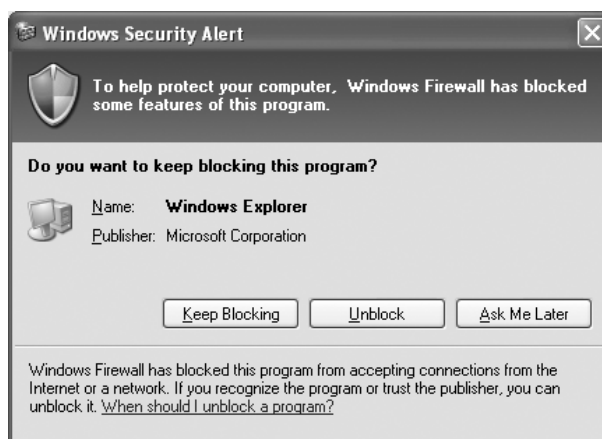 Windows Security Alert
To help protect your computer, Windows Firewall has blocked
some features of this program.
Do you want to keep blocking this program?
Name: Windows Explorer
Publisher: Microsoft Corporation
Keep Blocking Unblock Ask Me Later
Windows Firewall has blocked this program from accepting connections from the
Internet or a network. If you recognize the program or trust the publisher, you can
unblock it. When should I unblock a program?